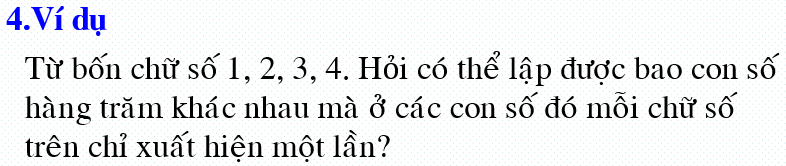 4.Ví dụ
Từ bốn chữ số 1, 2, 3, 4. Hỏi có thể lập được bao con số
hàng trăm khác nhau mà ở các con số đó mỗi chữ số
trên chỉ xuất hiện một lần?